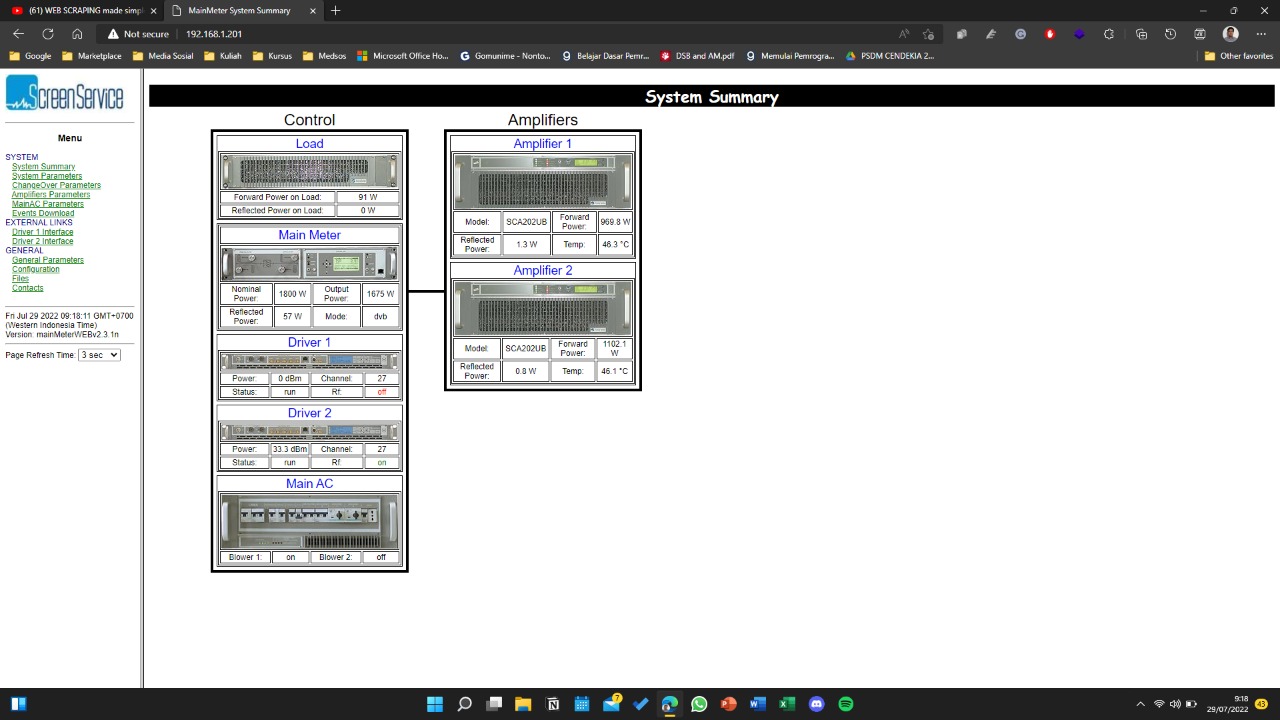 (61) WEB SCRAPING made simpl
MainMeter System Summary
Not secure
192.168.1.201
Google
Marketplace
Media Sosial
Kuliah
Kursus
Medsos
Microsoft Office Ho...
Gomunime - Nonto...
Belajar Dasar Pemr...
DSB and AM.pdf
Memulai Pemrogra...
PSDM CENDEKIA 2...
Other favorites
ScreenService
Menu
SYSTEM
System Summary
System Parameters
ChangeOver Parameters
Amplifiers Parameters
MainAC Parameters
Events Download
EXTERNAL LINKS
Driver 1 Interface
Driver 2 Interface
GENERAL
General Parameters
Configuration
Files
Contacts
Fri Jul 29 2022 09:18:11 GMT+0700
(Western Indonesia Time)
Version: mainMeterWEBv2.3.1n
Page Refresh Time: 3 sec
System Summary
Control
Load
Forward Power on Load: 91 W
Reflected Power on Load: 0 W
Main Meter
Nominal Power: 1800 W Output Power: 1675 W
Reflected Power: 57 W Mode: dvb
Driver 1
Power: 0 dBm Channel: 27
Status: run Rf: off
Driver 2
Power: 33.3 dBm Channel: 27
Status: run Rf: on
Main AC
Blower 1: on Blower 2: off
Amplifiers
Amplifier 1
Model: SCA202UB Forward Power: 969.8 W
Reflected Power: 1.3 W Temp: 46.3 °C
Amplifier 2
Model: SCA202UB Forward Power: 1102.1 W
Reflected Power: 0.8 W Temp: 46.1 °C
7
9:18
29/07/2022
43